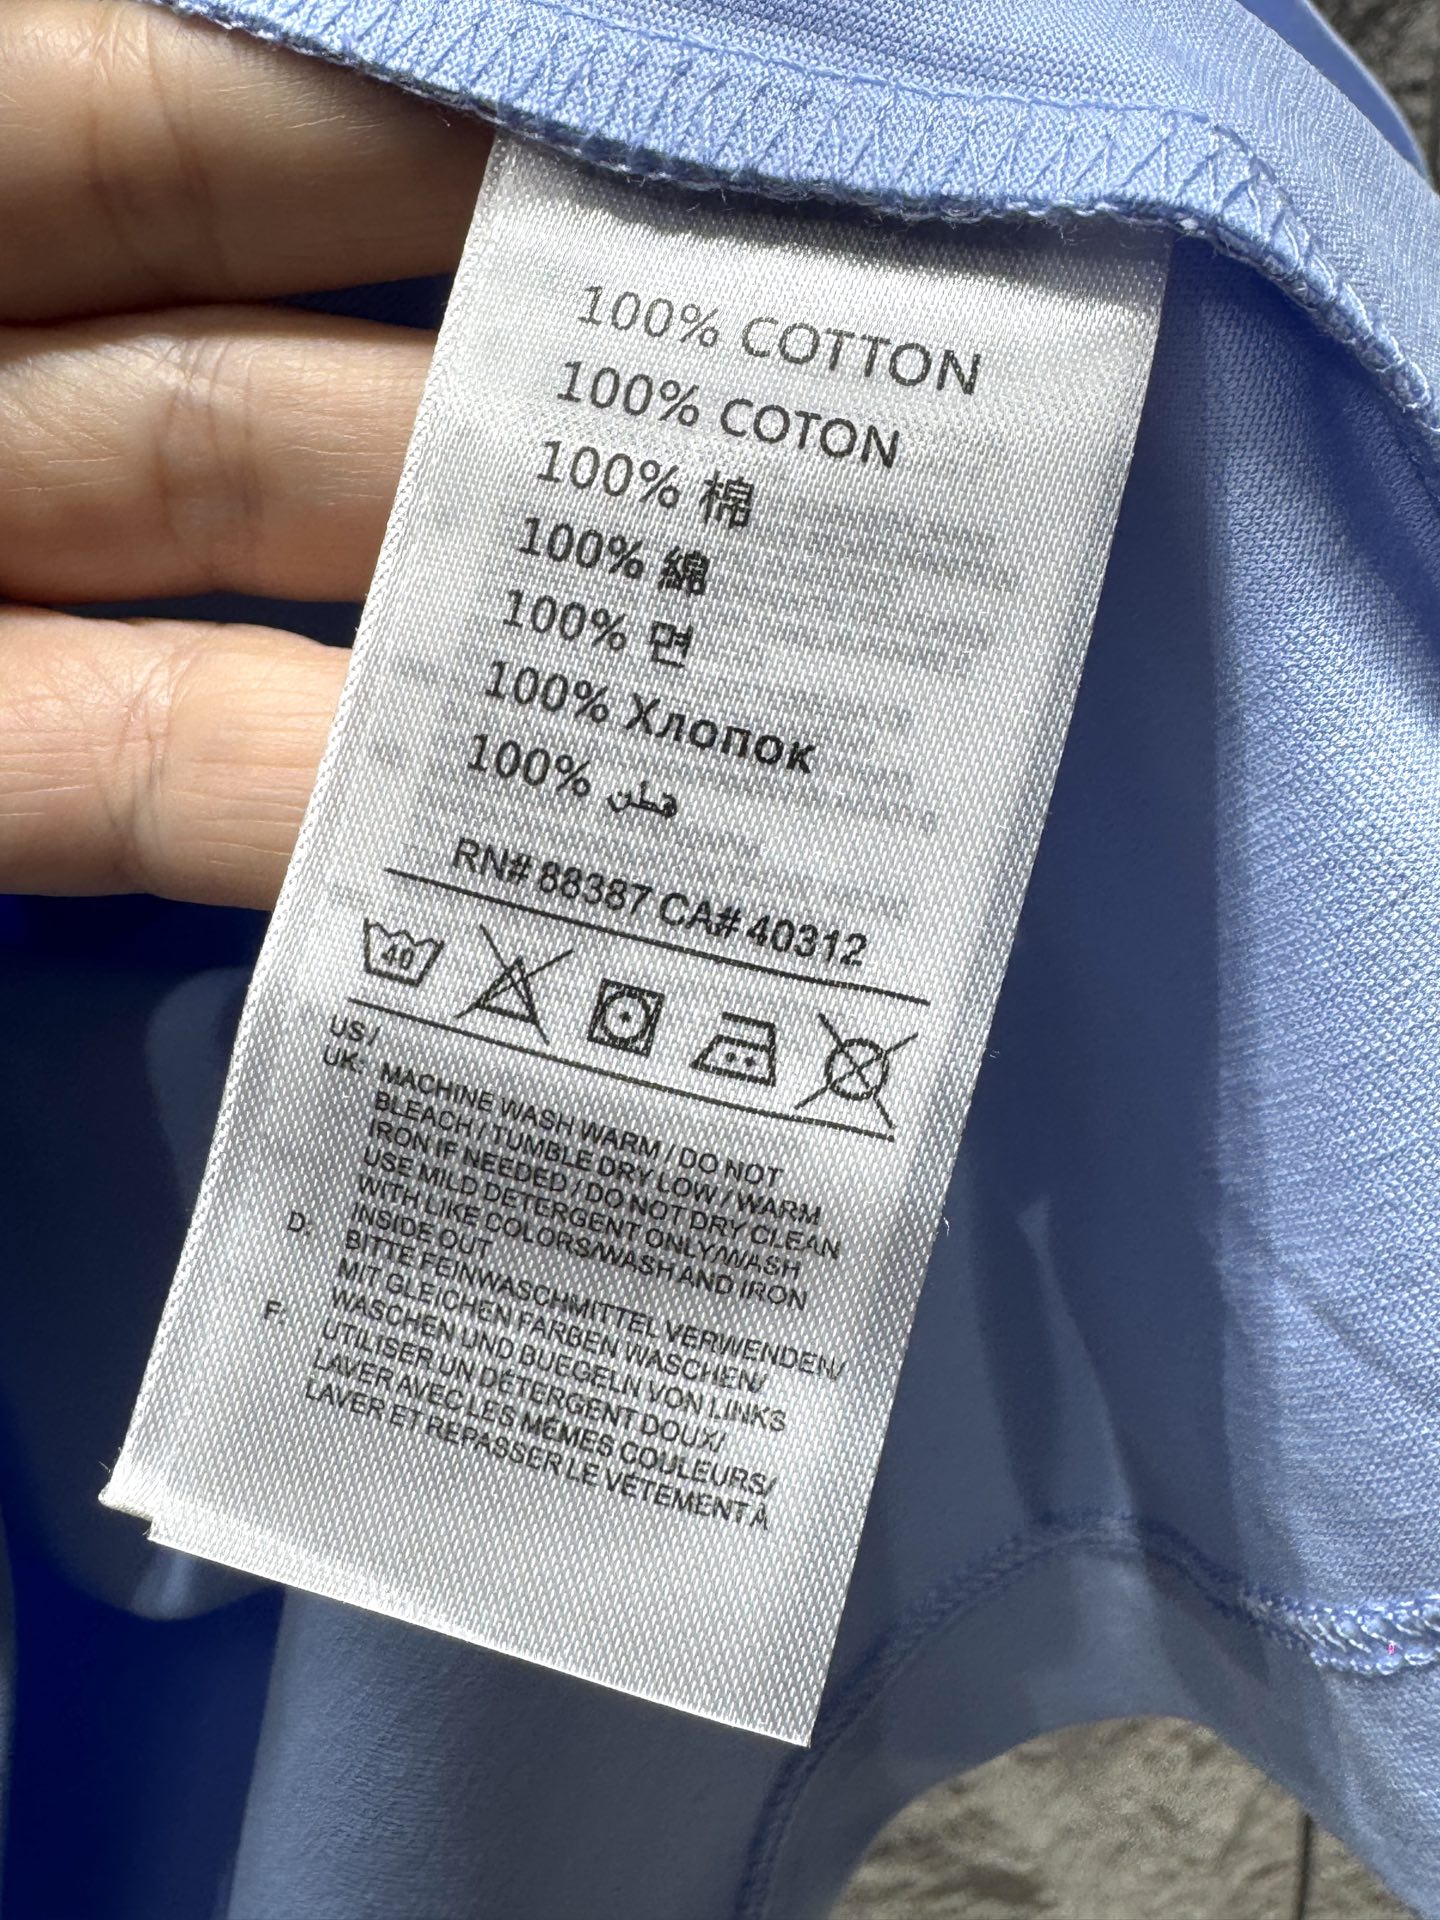 100% COTTON
100% COTON
100% 棉
100% 綿
100% 면
100% Хлопок
100% هطن
RN# 88387 CA# 40312
40
US /
UK: MACHINE WASH WARM / DO NOT
BLEACH / TUMBLE DRY LOW / WARM
IRON IF NEEDED / DO NOT DRY CLEAN
USE MILD DETERGENT ONLY/WASH
WITH LIKE COLORS/WASH AND IRON
INSIDE OUT
D: BITTE FEINWASCHMITTEL VERWENDEN/
MIT GLEICHEN FARBEN WASCHEN/
WASCHEN UND BUEGELN VON LINKS
F: UTILISER UN DÉTERGENT DOUX/
LAVER AVEC LES MÊMES COULEURS/
LAVER ET REPASSER LE VÊTEMENT À